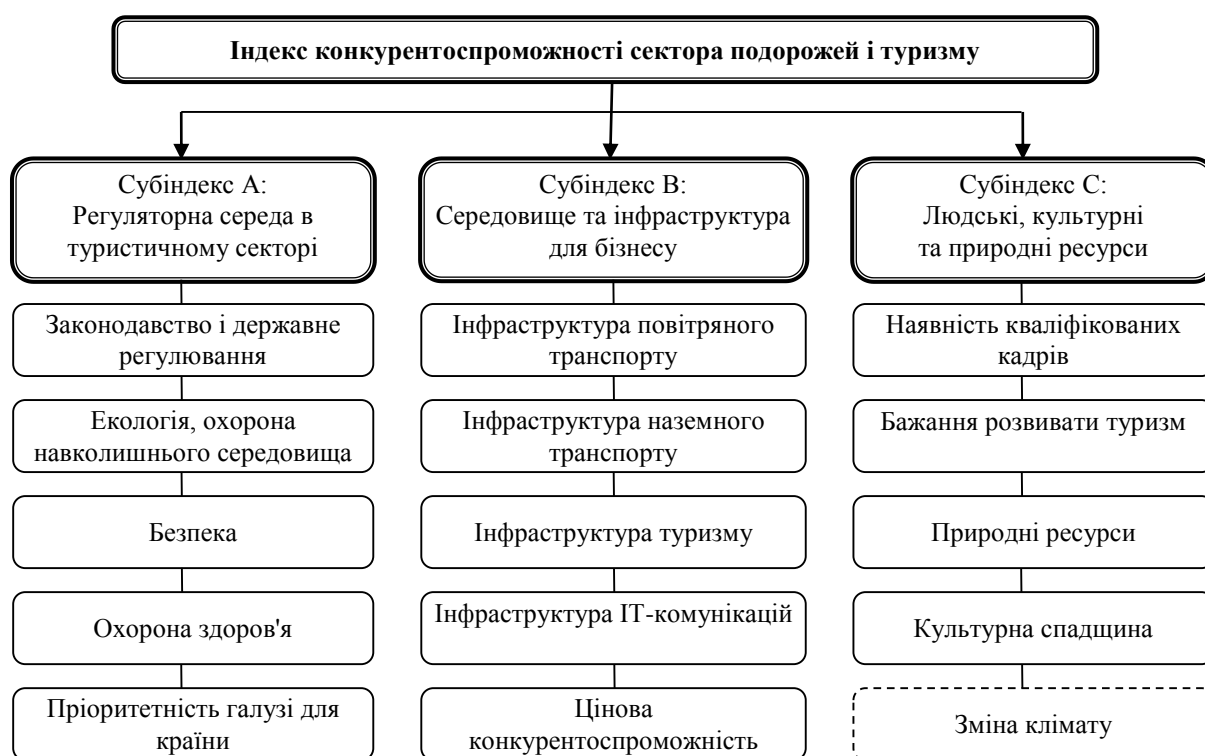 Індекс конкурентоспроможності сектора подорожей і туризму
Субіндекс А:
Регуляторна середа в
туристичному секторі
Субіндекс В:
Середовище та інфраструктура
для бізнесу
Субіндекс С:
Людські, культурні
та природні ресурси
Законодавство і державне
регулювання
Інфраструктура повітряного
транспорту
Наявність кваліфікованих
кадрів
Екологія, охорона
навколишнього середовища
Інфраструктура наземного
транспорту
Бажання розвивати туризм
Безпека
Інфраструктура туризму
Природні ресурси
Охорона здоров'я
Інфраструктура ІТ-комунікацій
Культурна спадщина
Пріоритетність галузі для
країни
Цінова
конкурентоспроможність
Зміна клімату